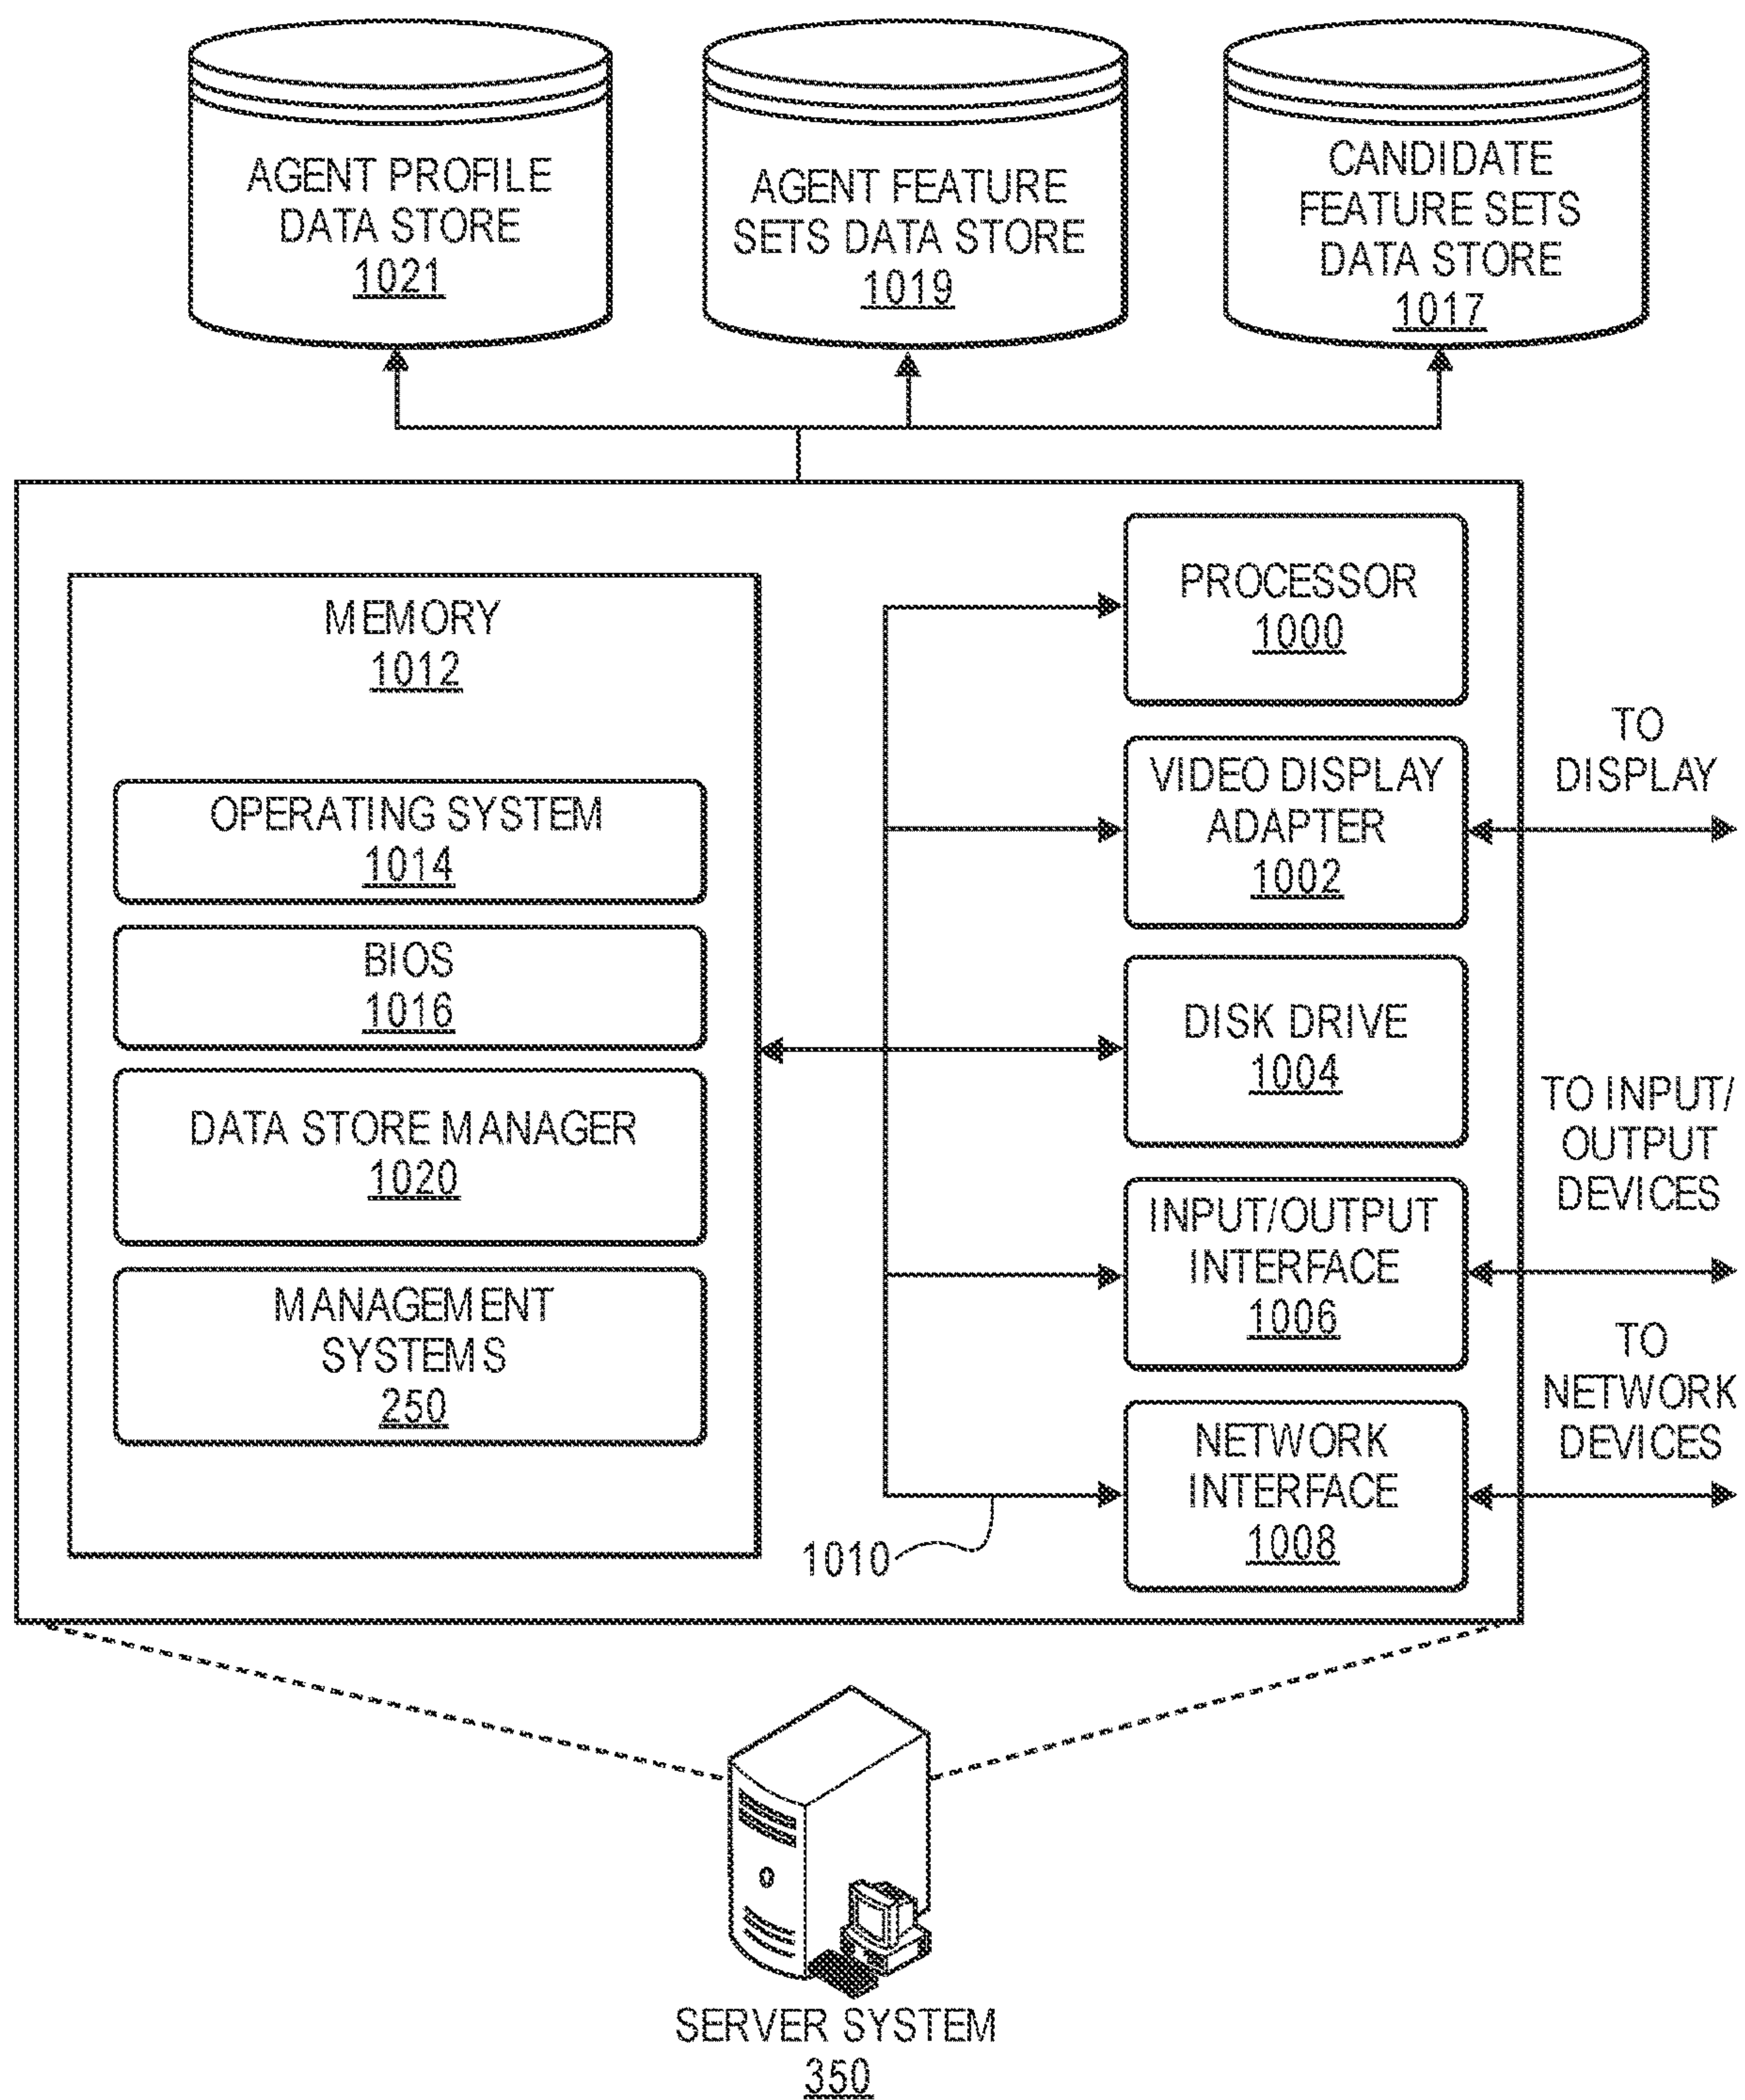 AGENT PROFILE
DATA STORE
1021
AGENT FEATURE
SETS DATA STORE
1019
CANDIDATE
FEATURE SETS
DATA STORE
1017
MEMORY
1012
OPERATING SYSTEM
1014
BIOS
1016
DATA STORE MANAGER
1020
MANAGEMENT
SYSTEMS
250
PROCESSOR
1000
VIDEO DISPLAY
ADAPTER
1002
DISK DRIVE
1004
INPUT/OUTPUT
INTERFACE
1006
NETWORK
INTERFACE
1008
1010
TO
DISPLAY
TO INPUT/
OUTPUT
DEVICES
TO
NETWORK
DEVICES
SERVER SYSTEM
350